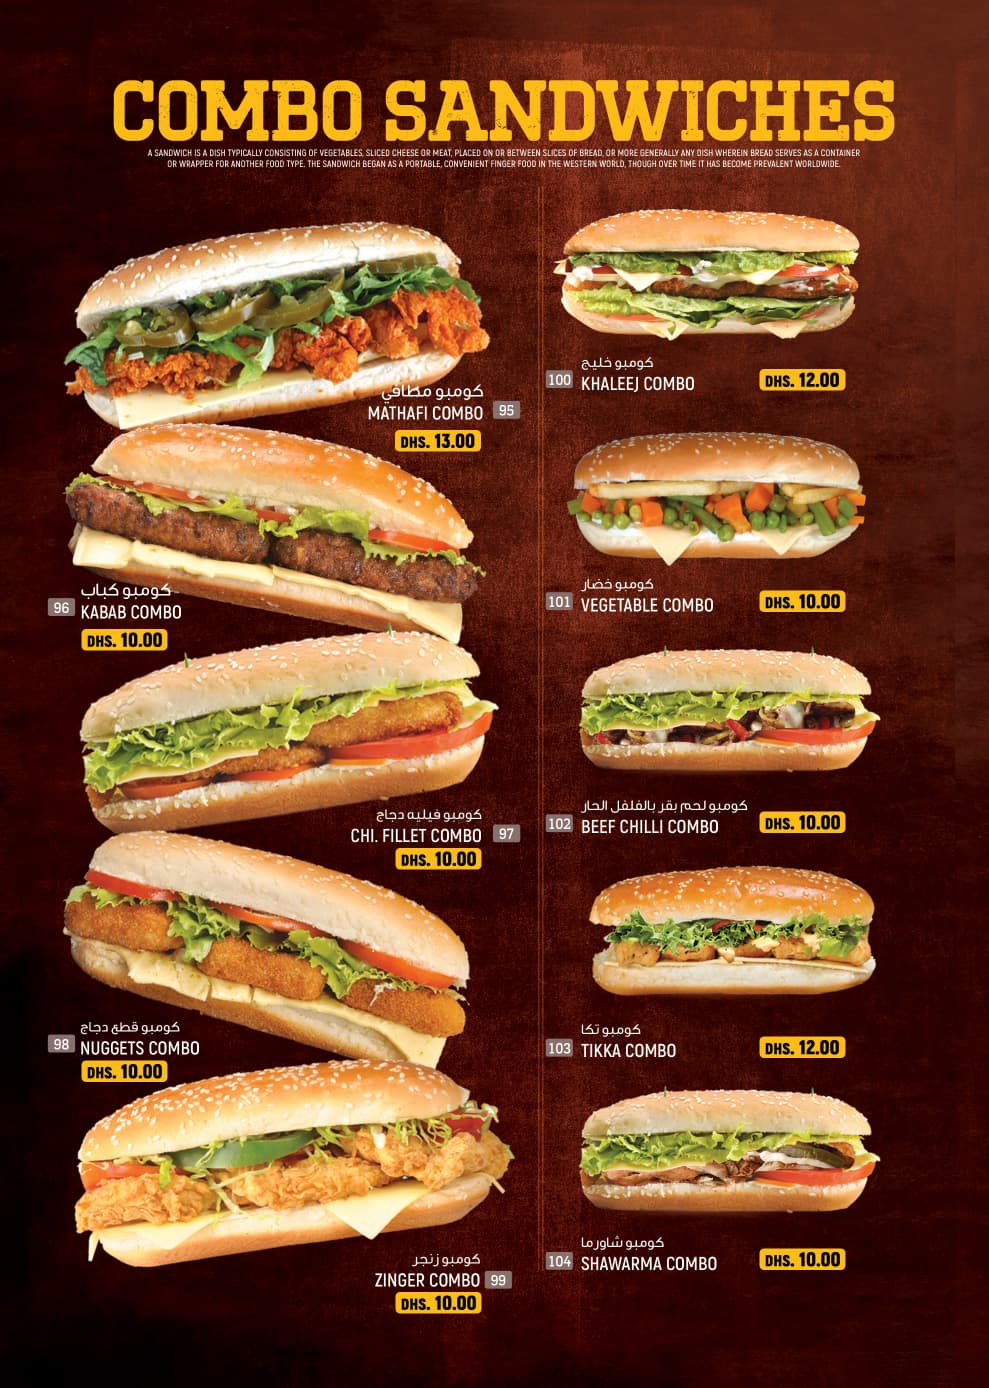 COMBO SANDWICHES
A SANDWICH IS A DISH TYPICALLY CONSISTING OF VEGETABLES, SLICED CHEESE OR MEAT, PLACED ON OR BETWEEN SLICES OF BREAD, OR MORE GENERALLY ANY DISH WHEREIN BREAD SERVES AS A CONTAINER
OR WRAPPER FOR ANOTHER FOOD TYPE. THE SANDWICH BEGAN AS A PORTABLE, CONVENIENT FINGER FOOD IN THE WESTERN WORLD, THOUGH OVER TIME IT HAS BECOME PREVALENT WORLDWIDE.
كومبو مطافي
MATHAFI COMBO 95
DHS. 13.00
كومبو كباب
96 KABAB COMBO
DHS. 10.00
كومبو فيليه دجاج
CHI. FILLET COMBO 97
DHS. 10.00
كومبو قطع دجاج
98 NUGGETS COMBO
DHS. 10.00
كومبو زنجر
ZINGER COMBO 99
DHS. 10.00
كومبو خليج
100 KHALEEJ COMBO DHS. 12.00
كومبو خضار
101 VEGETABLE COMBO DHS. 10.00
كومبو لحم بقر بالفلفل الحار
102 BEEF CHILLI COMBO DHS. 10.00
كومبو تكا
103 TIKKA COMBO DHS. 12.00
كومبو شاورما
104 SHAWARMA COMBO DHS. 10.00